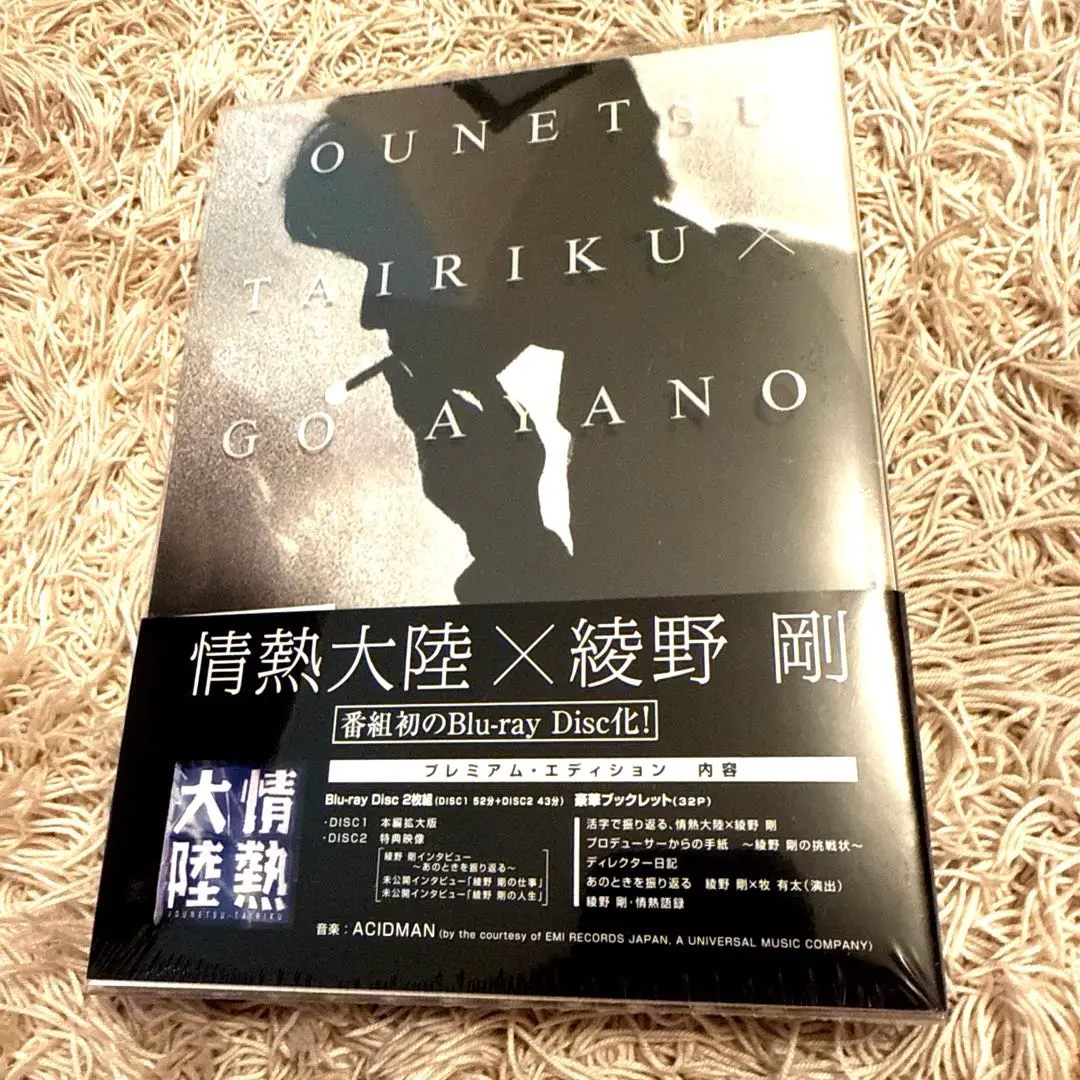 JOUNETSU
TAIRIKU×
GO AYANO
情熱大陸×綾野 剛
番組初のBlu-ray Disc化!
プレミアム・エディション 内容
Blu-ray Disc 2枚組(DISC1 52分+DISC2 43分)
・DISC1 本編拡大版
・DISC2 特典映像
綾野 剛インタビュー
～あのときを振り返る～
未公開インタビュー「綾野 剛の仕事」
未公開インタビュー「綾野 剛の人生」
豪華ブックレット(32P)
活字で振り返る、情熱大陸×綾野 剛
プロデューサーからの手紙 ～綾野 剛の挑戦状～
ディレクター日記
あのときを振り返る 綾野 剛×牧 有太(演出)
綾野 剛・情熱語録
情熱
大陸
JOUNETSU-TAIRIKU
音楽：ACIDMAN (by the courtesy of EMI RECORDS JAPAN, A UNIVERSAL MUSIC COMPANY)